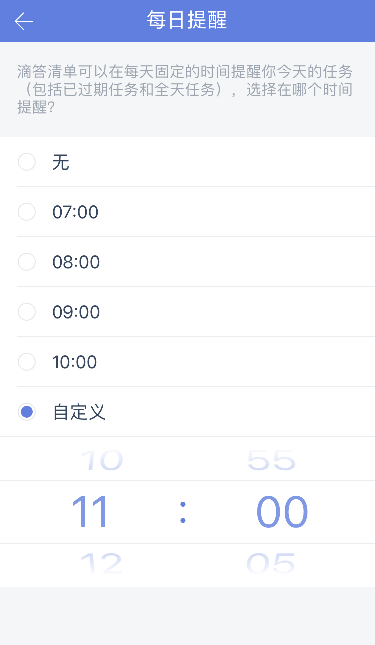 每日提醒
滴答清单可以在每天固定的时间提醒你今天的任务
（包括已过期任务和全天任务），选择在哪个时间
提醒？
无
07:00
08:00
09:00
10:00
自定义
10 55
11 : 00
12 05